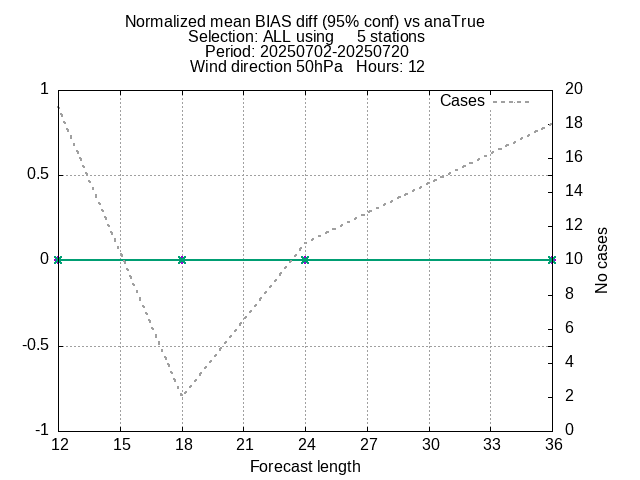 Normalized mean BIAS diff (95% conf) vs anaTrue
Selection: ALL using     5 stations
Period: 20250702-20250720
Wind direction 50hPa   Hours: 12
Cases
1
0.5
0
-0.5
-1
20
18
16
14
12
10
8
6
4
2
0
No cases
12 15 18 21 24 27 30 33 36
Forecast length